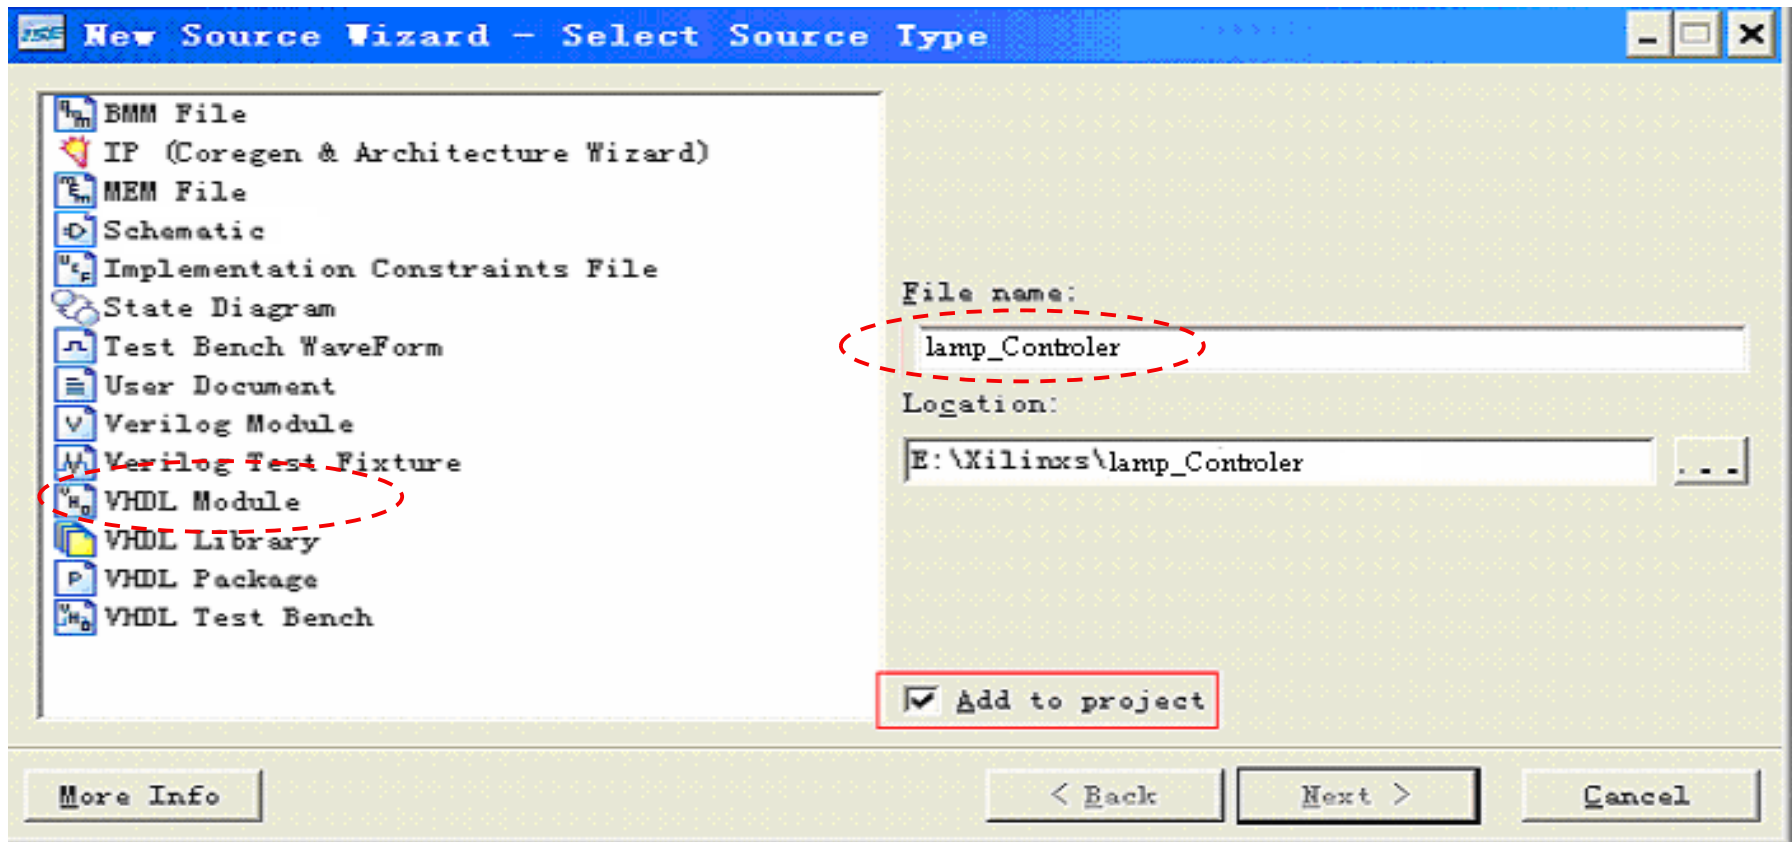 ISE New Source Wizard - Select Source Type
BMM File
IP (Coregen & Architecture Wizard)
MEM File
Schematic
Implementation Constraints File
State Diagram
Test Bench WaveForm
User Document
Verilog Module
Verilog Test Fixture
VHDL Module
VHDL Library
VHDL Package
VHDL Test Bench
File name:
lamp_Controler
Location:
E:\Xilinxs\lamp_Controler
...
Add to project
More Info
< Back
Next >
Cancel